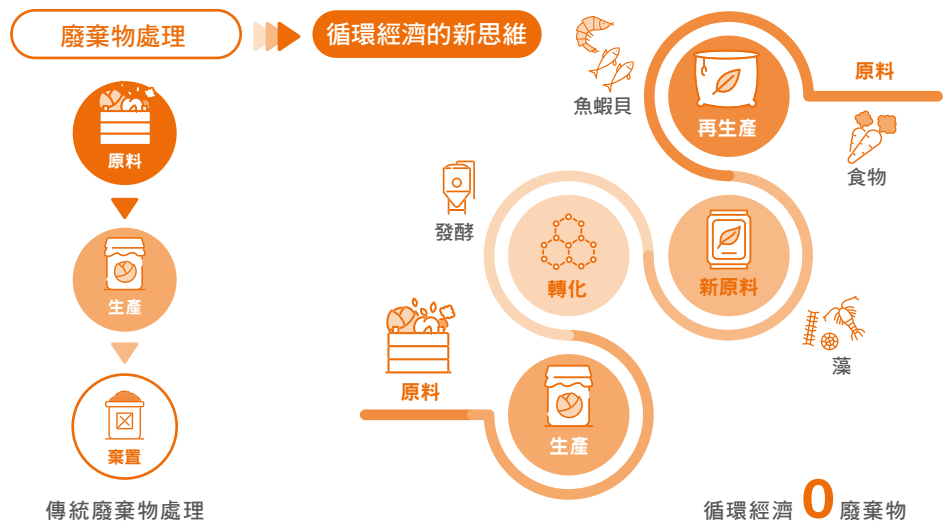 廢棄物處理
循環經濟的新思維
原料
生產
棄置
傳統廢棄物處理
魚蝦貝
再生產
原料
食物
發酵
轉化
新原料
藻
原料
生產
循環經濟 0 廢棄物